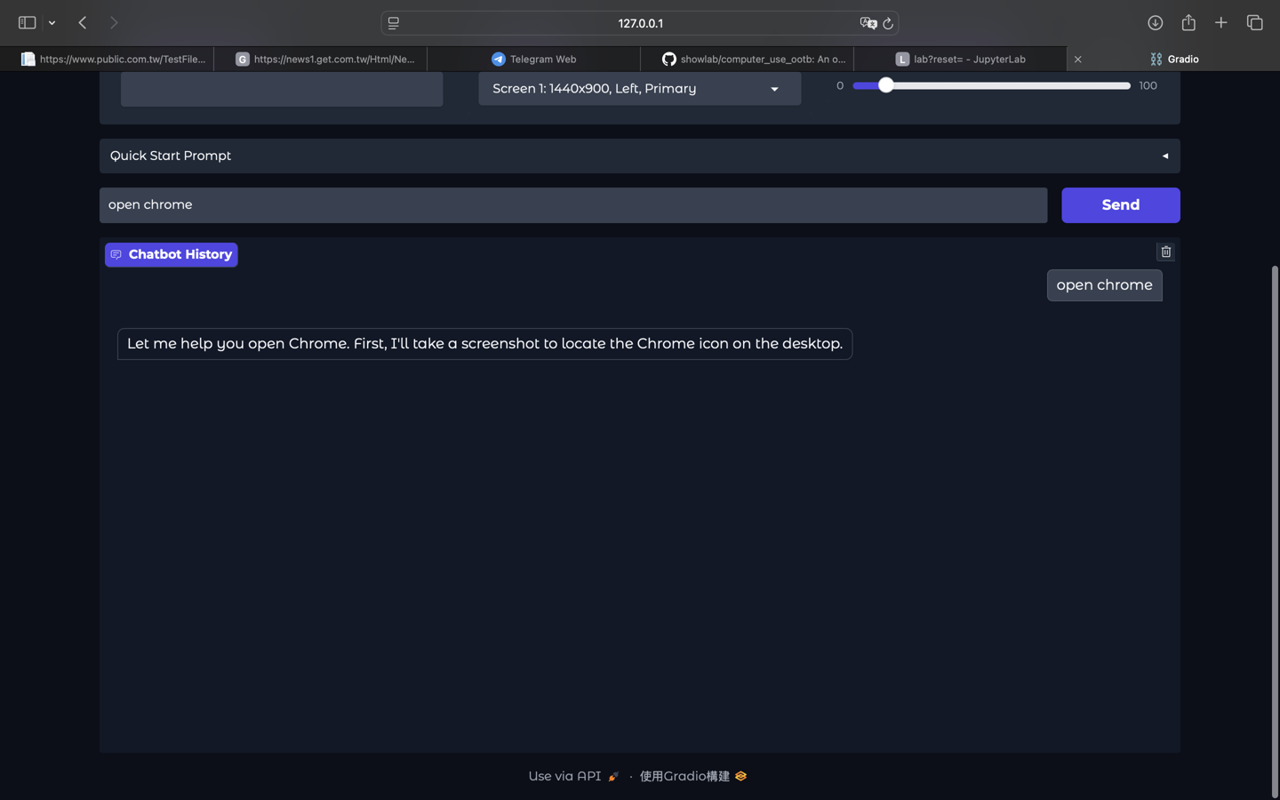 127.0.0.1
https://www.public.com.tw/TestFile...
G https://news1.get.com.tw/Html/Ne...
Telegram Web
showlab/computer_use_ootb: An o...
L lab?reset= - JupyterLab
Gradio
Screen 1: 1440x900, Left, Primary
0
100
Quick Start Prompt
open chrome
Send
Chatbot History
open chrome
Let me help you open Chrome. First, I'll take a screenshot to locate the Chrome icon on the desktop.
Use via API · 使用Gradio構建